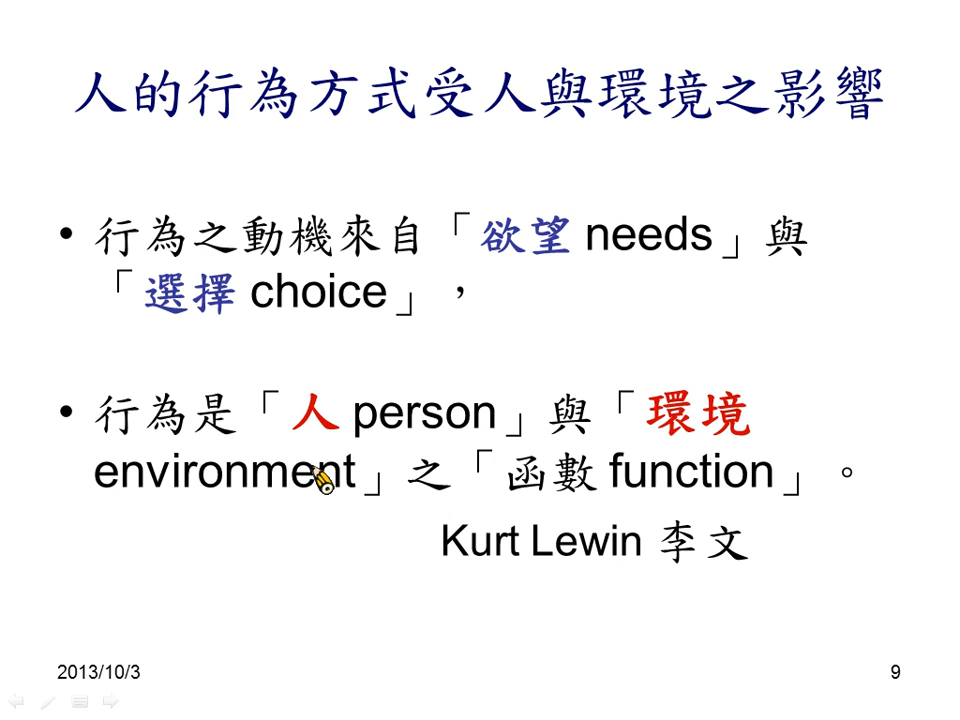 人的行為方式受人與環境之影響
• 行為之動機來自「欲望 needs」與
「選擇 choice」，
• 行為是「人 person」與「環境
environment」之「函數 function」。
Kurt Lewin 李文
2013/10/3
9